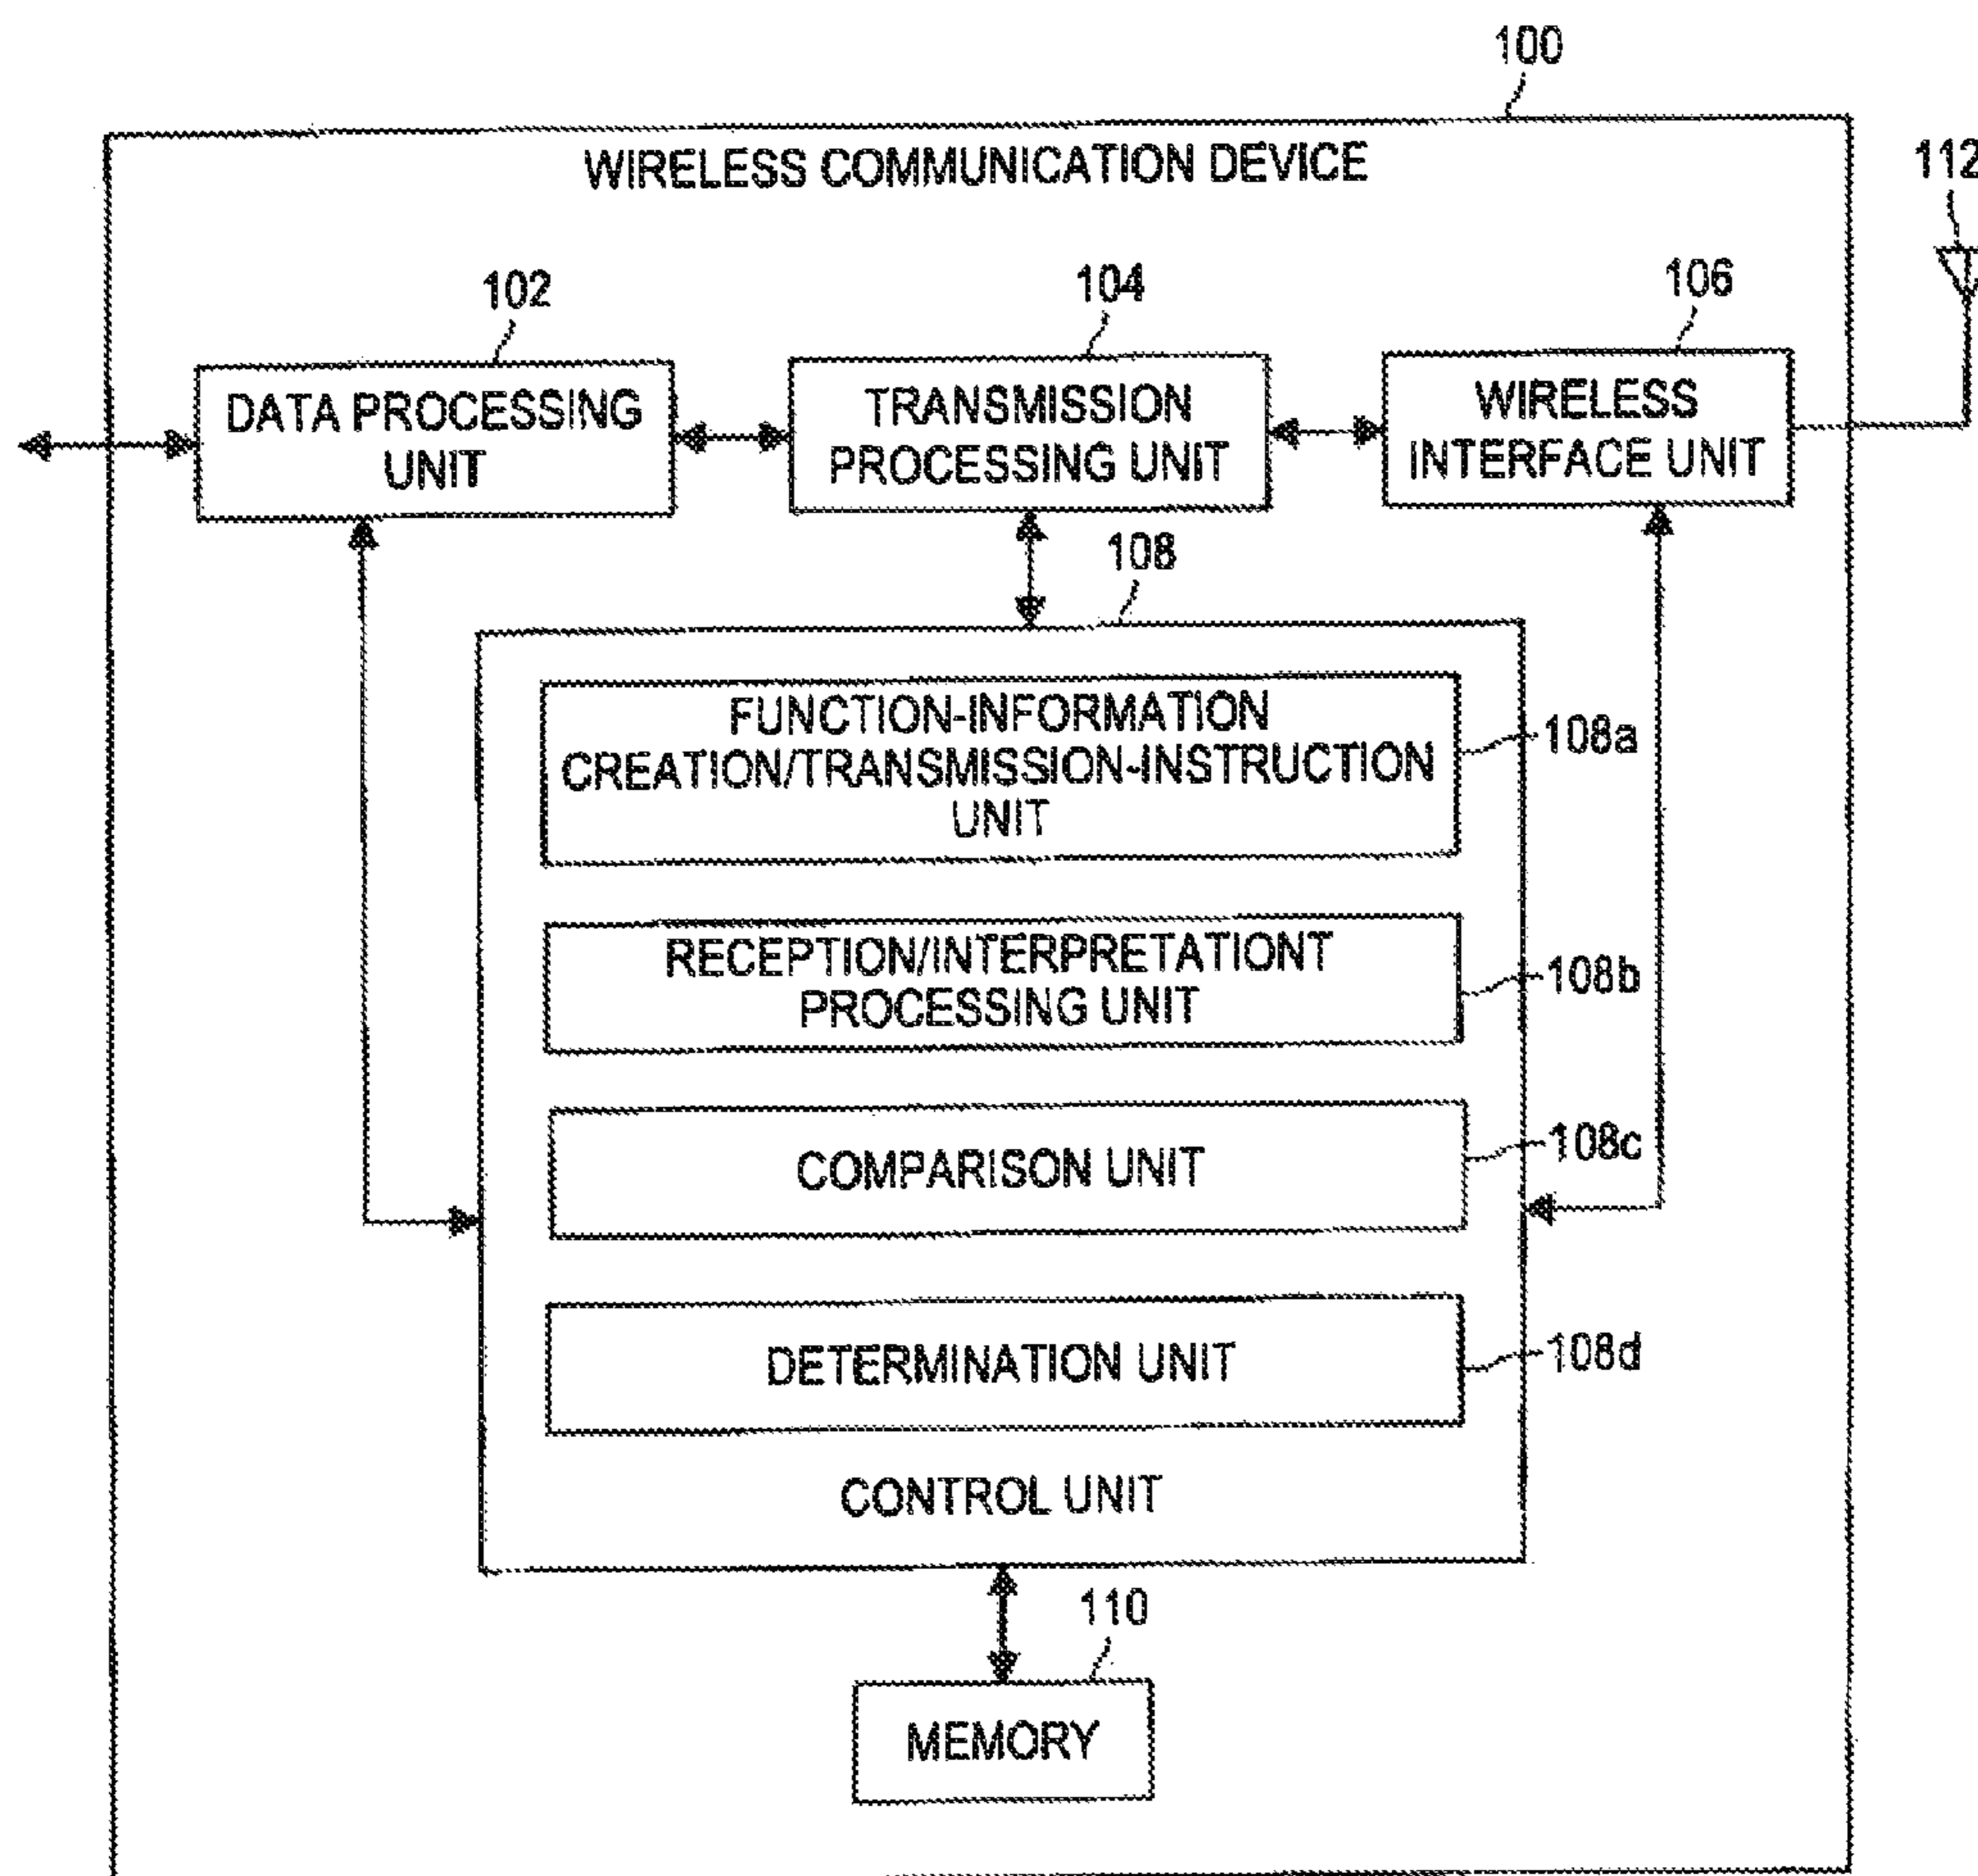 100
WIRELESS COMMUNICATION DEVICE
112
102
104
106
DATA PROCESSING
UNIT
TRANSMISSION
PROCESSING UNIT
WIRELESS
INTERFACE UNIT
108
FUNCTION-INFORMATION
CREATION/TRANSMISSION-INSTRUCTION
UNIT
108a
RECEPTION/INTERPRETATIONT
PROCESSING UNIT
108b
COMPARISON UNIT
108c
DETERMINATION UNIT
108d
CONTROL UNIT
110
MEMORY